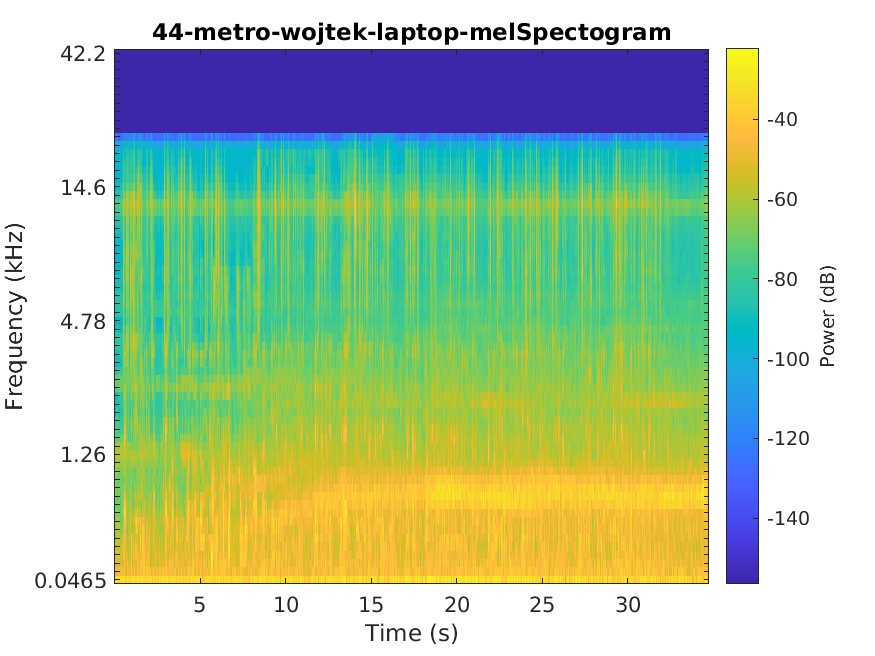 44-metro-wojtek-laptop-melSpectogram
42.2
14.6
4.78
1.26
0.0465
Frequency (kHz)
5 10 15 20 25 30
Time (s)
-40
-60
-80
-100
-120
-140
Power (dB)